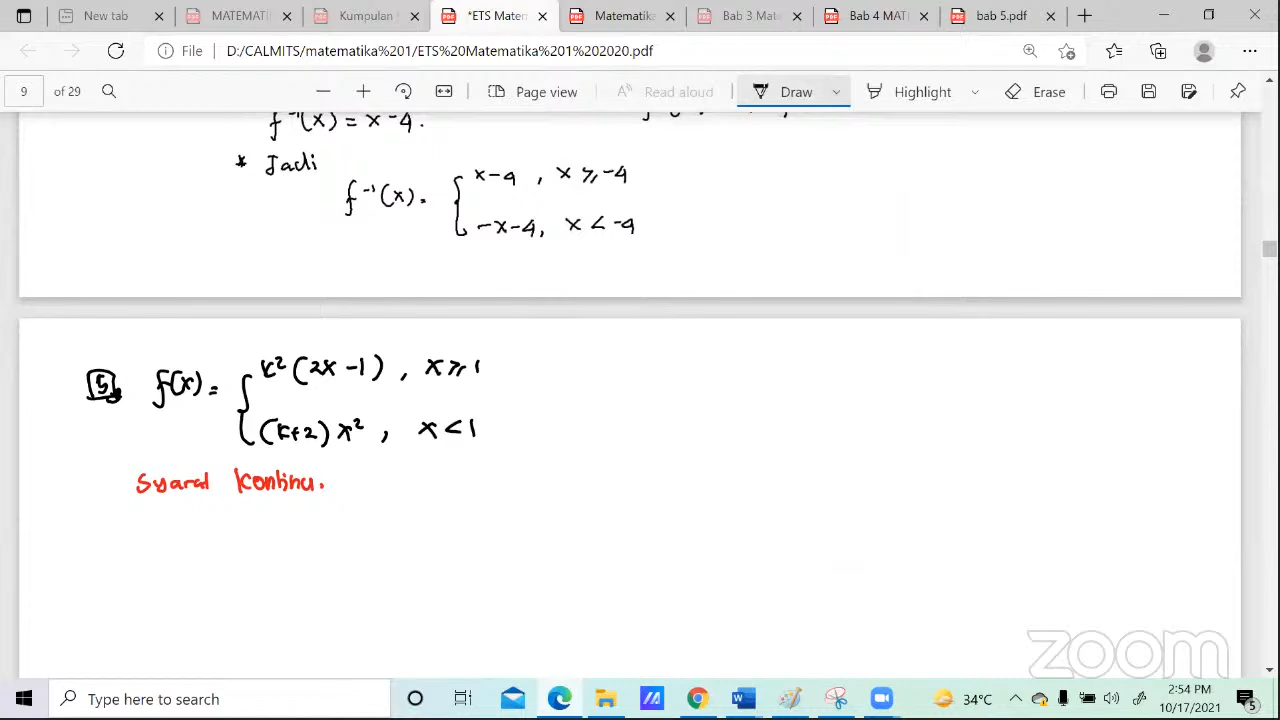 New tab
MATEMATI
Kumpulan
*ETS Matem
Matematika
Bab 3 Mate
Bab 4 MATI
bab 5.pdf
File
D:/CALMITS/matematika%201/ETS%20Matematika%201%202020.pdf
9 of 29
Page view
Read aloud
Draw
Highlight
Erase
f⁻¹(x) = x-4.
* Jadi
f⁻¹(x) = { x-4 , x ≥ -4
-x-4, x < -4
5. f(x) = { k²(2x-1) , x ≥ 1
(k+2) x² , x < 1
Syarat kontinu.
zoom
Type here to search
34°C
2:54 PM
10/17/2021
5